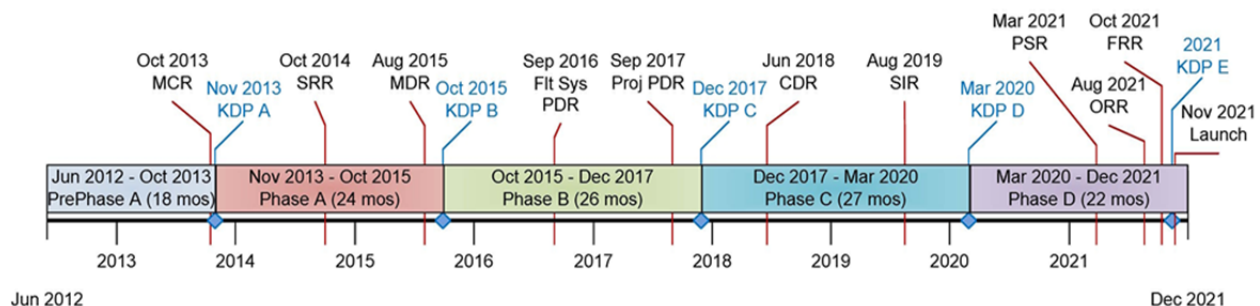 Oct 2013
MCR
Nov 2013
KDP A
Oct 2014
SRR
Aug 2015
MDR
Oct 2015
KDP B
Sep 2016
Flt Sys
PDR
Sep 2017
Proj PDR
Dec 2017
KDP C
Jun 2018
CDR
Aug 2019
SIR
Mar 2020
KDP D
Mar 2021
PSR
Aug 2021
ORR
Oct 2021
FRR
2021
KDP E
Nov 2021
Launch
Jun 2012 - Oct 2013
PrePhase A (18 mos)
Nov 2013 - Oct 2015
Phase A (24 mos)
Oct 2015 - Dec 2017
Phase B (26 mos)
Dec 2017 - Mar 2020
Phase C (27 mos)
Mar 2020 - Dec 2021
Phase D (22 mos)
2013
2014
2015
2016
2017
2018
2019
2020
2021
Jun 2012
Dec 2021